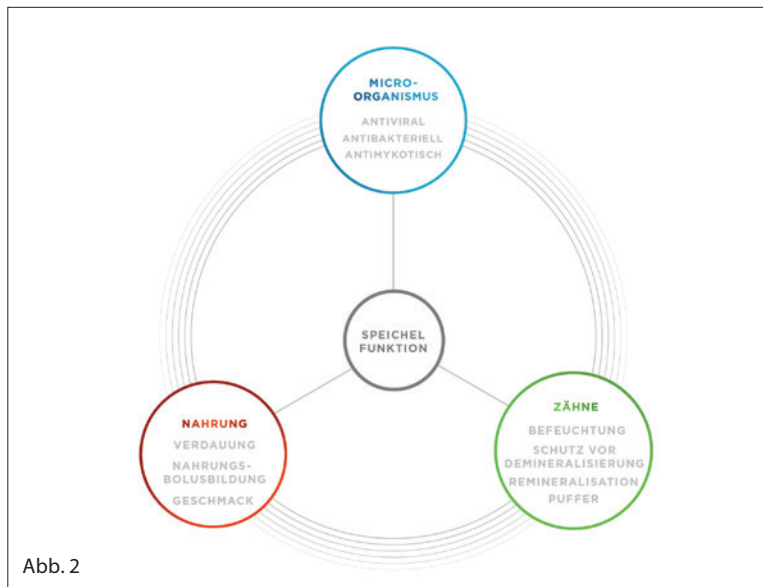 MICRO-
ORGANISMUS
ANTIVIRAL
ANTIBAKTERIELL
ANTIMYKOTISCH
SPEICHEL
FUNKTION
NAHRUNG
VERDAUUNG
NAHRUNGS-
BOLUSBILDUNG
GESCHMACK
ZÄHNE
BEFEUCHTUNG
SCHUTZ VOR
DEMINERALISIERUNG
REMINERALISATION
PUFFER
Abb. 2